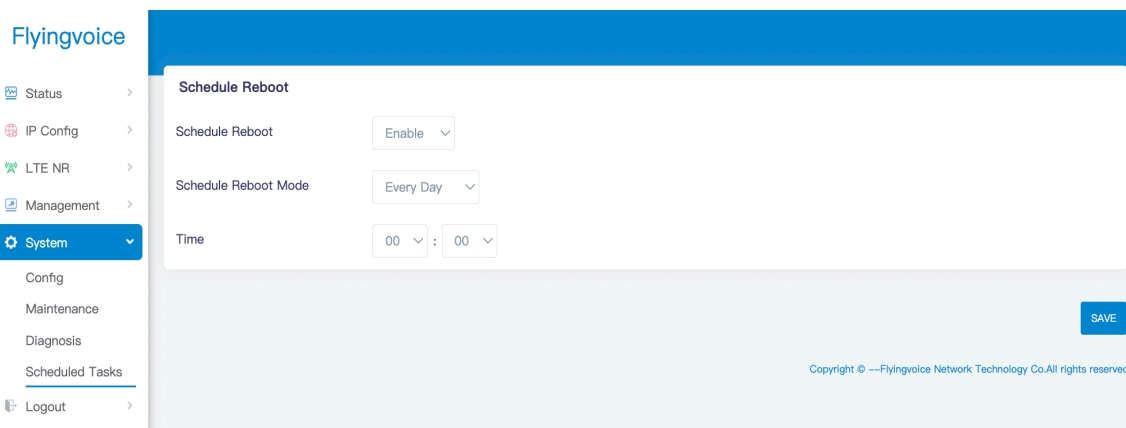 Flyingvoice
Status
IP Config
LTE NR
Management
System
Config
Maintenance
Diagnosis
Scheduled Tasks
Logout
Schedule Reboot
Schedule Reboot Enable
Schedule Reboot Mode Every Day
Time 00 : 00
SAVE
Copyright © --Flyingvoice Network Technology Co.All rights reserved